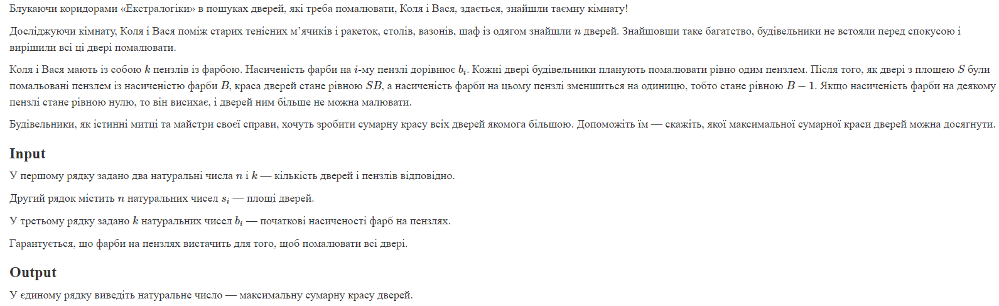 Блукаючи коридорами «Екстралогіки» в пошуках дверей, які треба помалювати, Коля і Вася, здається, знайшли таємну кімнату!
Досліджуючи кімнату, Коля і Вася поміж старих тенісних м’ячиків і ракеток, столів, вазонів, шаф із одягом знайшли n дверей. Знайшовши таке багатство, будівельники не встояли перед спокусою і
вирішили всі ці двері помалювати.
Коля і Вася мають із собою k пензлів із фарбою. Насиченість фарби на i-му пензлі дорівнює b_i. Кожні двері будівельники планують помалювати рівно одним пензлем. Після того, як двері з площею S були
помальовані пензлем із насиченістю фарби B, краса дверей стане рівною SB, а насиченість фарби на цьому пензлі зменшиться на одиницю, тобто стане рівною B − 1. Якщо насиченість фарби на деякому
пензлі стане рівною нулю, то він висихає, і дверей ним більше не можна малювати.
Будівельники, як істинні митці та майстри своєї справи, хочуть зробити сумарну красу всіх дверей якомога більшою. Допоможіть їм — скажіть, якої максимальної сумарної краси дверей можна досягнути.
Input
У першому рядку задано два натуральні числа n і k — кількість дверей і пензлів відповідно.
Другий рядок містить n натуральних чисел s_i — площі дверей.
У третьому рядку задано k натуральних чисел b_i — початкові насиченості фарб на пензлях.
Гарантується, що фарби на пензлях вистачить для того, щоб помалювати всі двері.
Output
У єдиному рядку виведіть натуральне число — максимальну сумарну красу дверей.